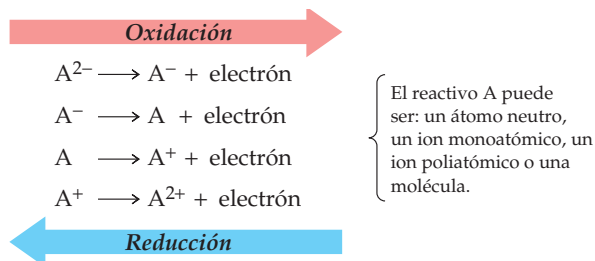 Oxidación
A²⁻ ⟶ A⁻ + electrón
A⁻ ⟶ A + electrón
A ⟶ A⁺ + electrón
A⁺ ⟶ A²⁺ + electrón
Reducción
El reactivo A puede
ser: un átomo neutro,
un ion monoatómico, un
ion poliatómico o una
molécula.